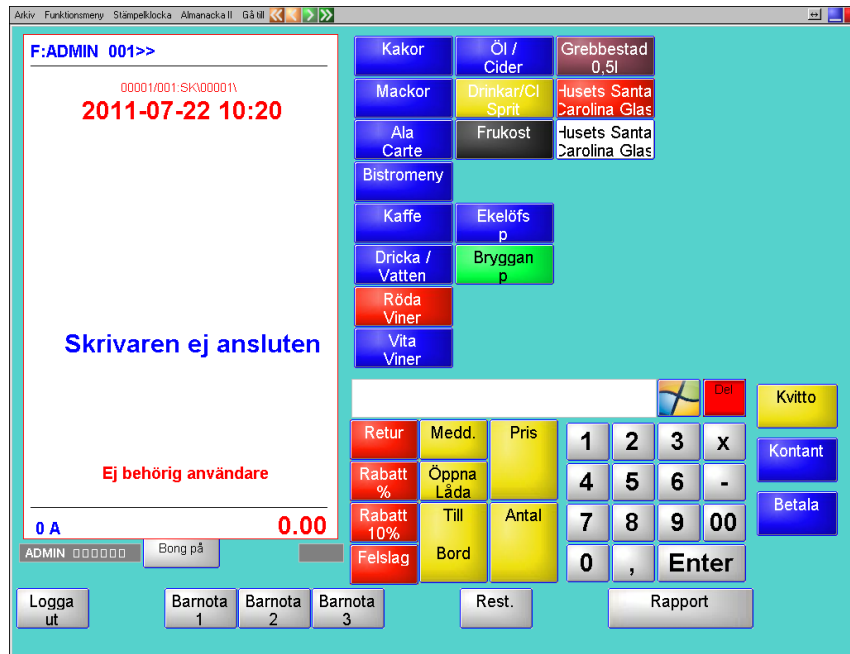 Arkiv Funktionsmeny Stämpelklocka Almanacka II Gå till
F:ADMIN 001>>
00001/001:SK\00001\
2011-07-22 10:20
Skrivaren ej ansluten
Ej behörig användare
0 A 0.00
ADMIN
Bong på
Kakor
Öl /
Cider
Grebbestad
0,5l
Mackor
Drinkar/Cl
Sprit
Husets Santa
Carolina Glas
Ala
Carte
Frukost
Husets Santa
Carolina Glas
Bistromeny
Kaffe
Ekelöfs
p
Dricka /
Vatten
Bryggan
p
Röda
Viner
Vita
Viner
Del
Kvitto
Retur
Medd.
Pris
1 2 3 x
Kontant
Rabatt
%
Öppna
Låda
4 5 6 -
Betala
Rabatt
10%
Till
Bord
Antal
7 8 9 00
Felslag
0 , Enter
Logga
ut
Barnota
1
Barnota
2
Barnota
3
Rest.
Rapport